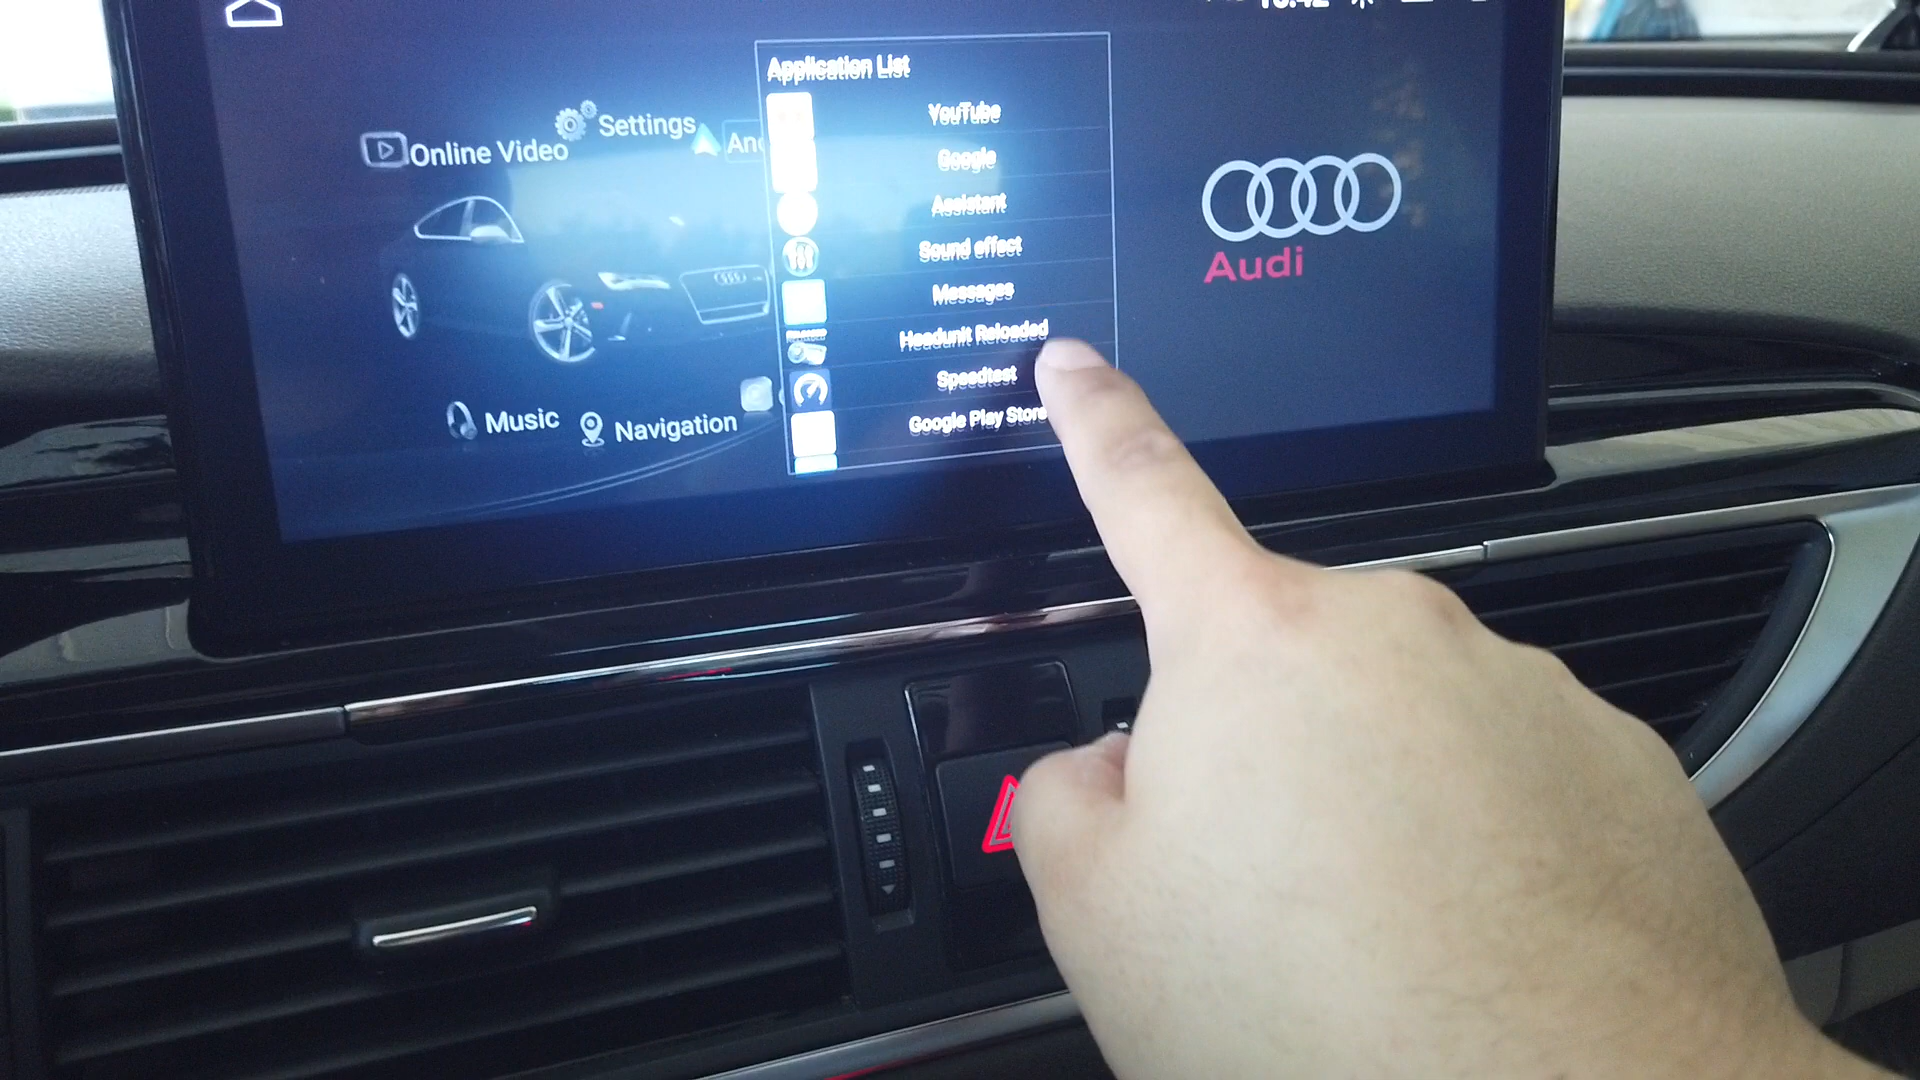 Application List
Settings
Online Video
YouTube
Google
Assistant
Sound effect
Messages
Headunit Reloaded
Speedtest
Google Play Store
Music
Navigation
Audi